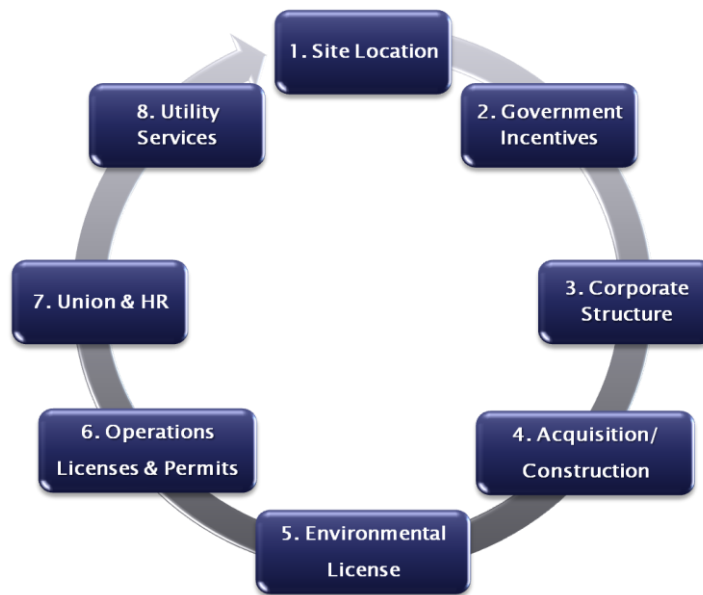 1. Site Location
2. Government
Incentives
3. Corporate
Structure
4. Acquisition/
Construction
5. Environmental
License
6. Operations
Licenses & Permits
7. Union & HR
8. Utility
Services